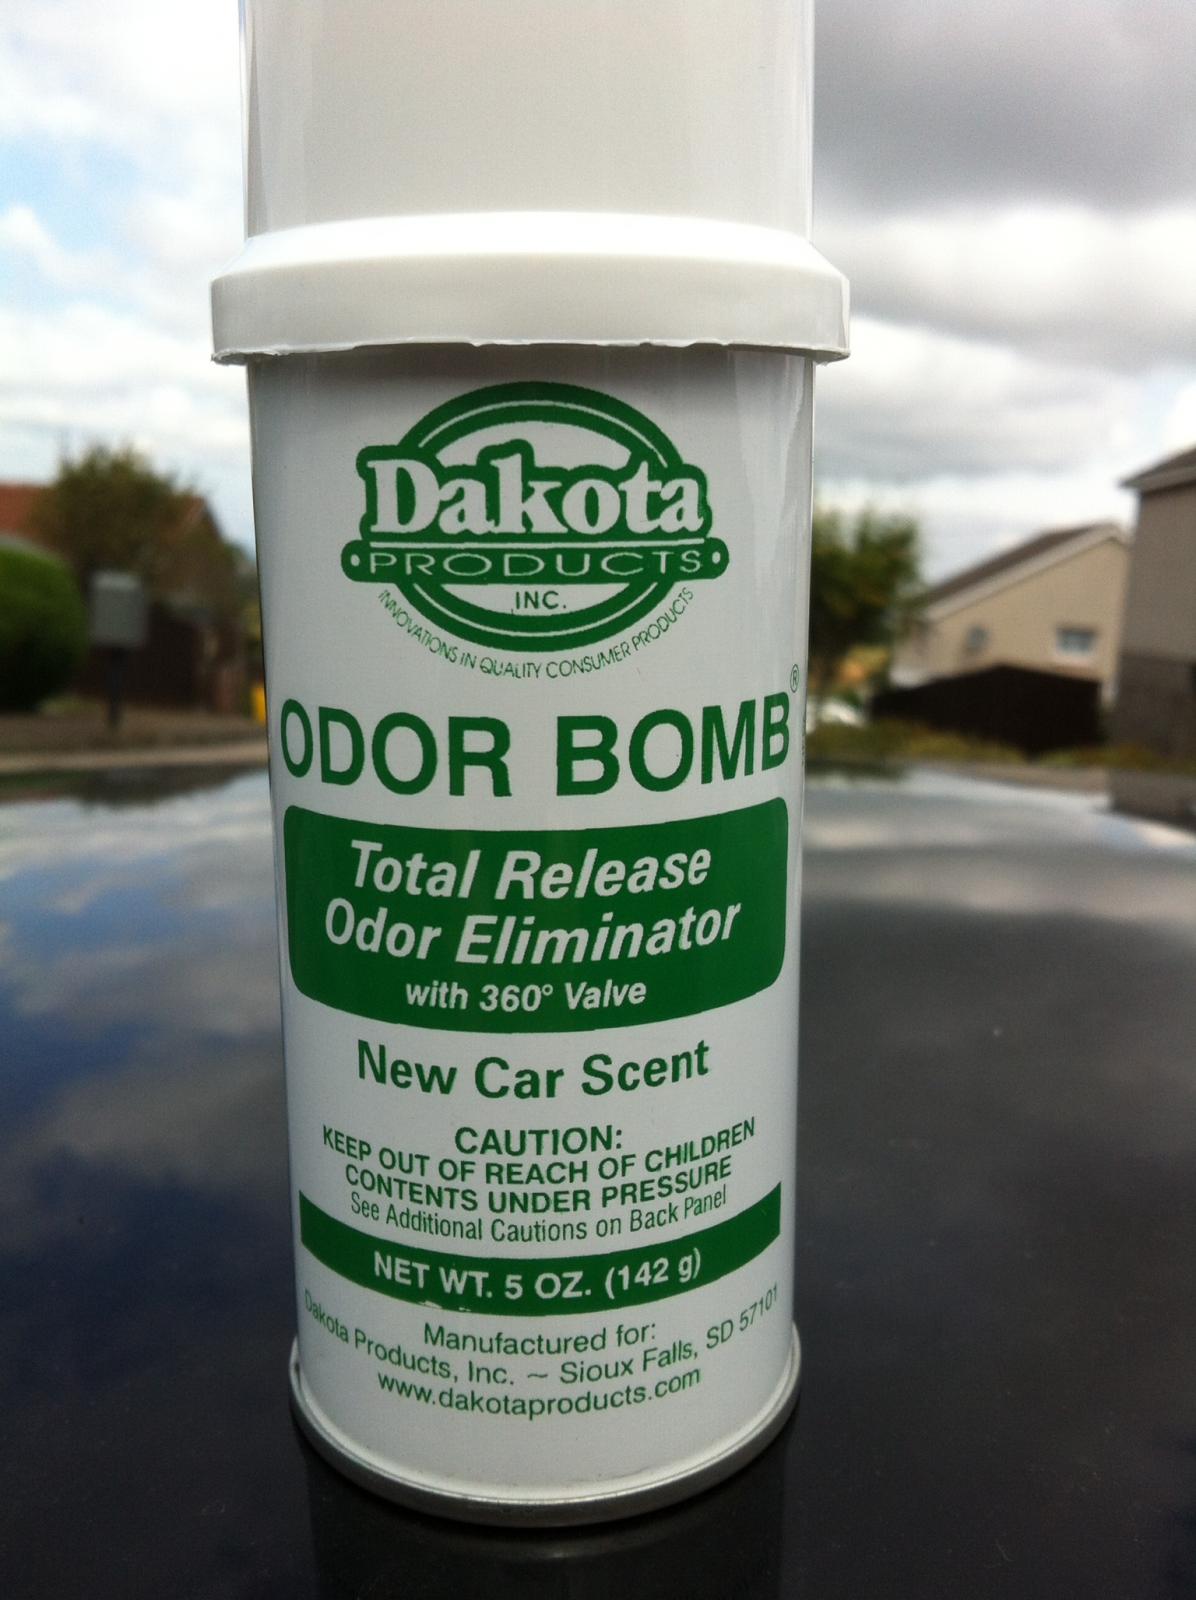 Dakota
PRODUCTS
INC.
INNOVATIONS IN QUALITY CONSUMER PRODUCTS
ODOR BOMB®
Total Release
Odor Eliminator
with 360° Valve
New Car Scent
CAUTION:
KEEP OUT OF REACH OF CHILDREN
CONTENTS UNDER PRESSURE
See Additional Cautions on Back Panel
NET WT. 5 OZ. (142 g)
Manufactured for:
Dakota Products, Inc. ~ Sioux Falls, SD 57101
www.dakotaproducts.com